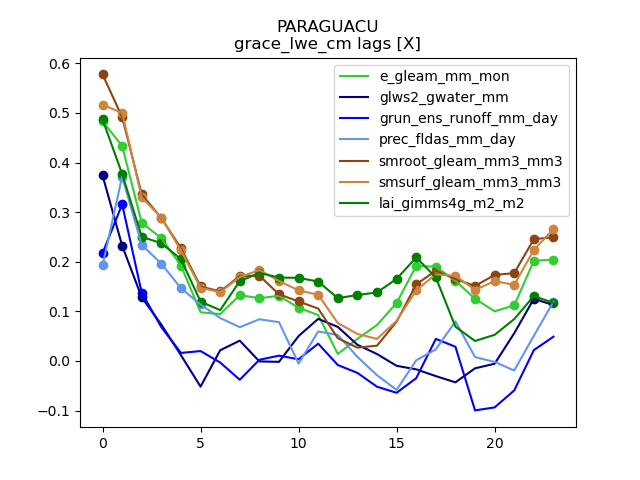 PARAGUACU
grace_lwe_cm lags [X]
e_gleam_mm_mon
glws2_gwater_mm
grun_ens_runoff_mm_day
prec_fldas_mm_day
smroot_gleam_mm3_mm3
smsurf_gleam_mm3_mm3
lai_gimms4g_m2_m2
0.6
0.5
0.4
0.3
0.2
0.1
0.0
−0.1
0 5 10 15 20